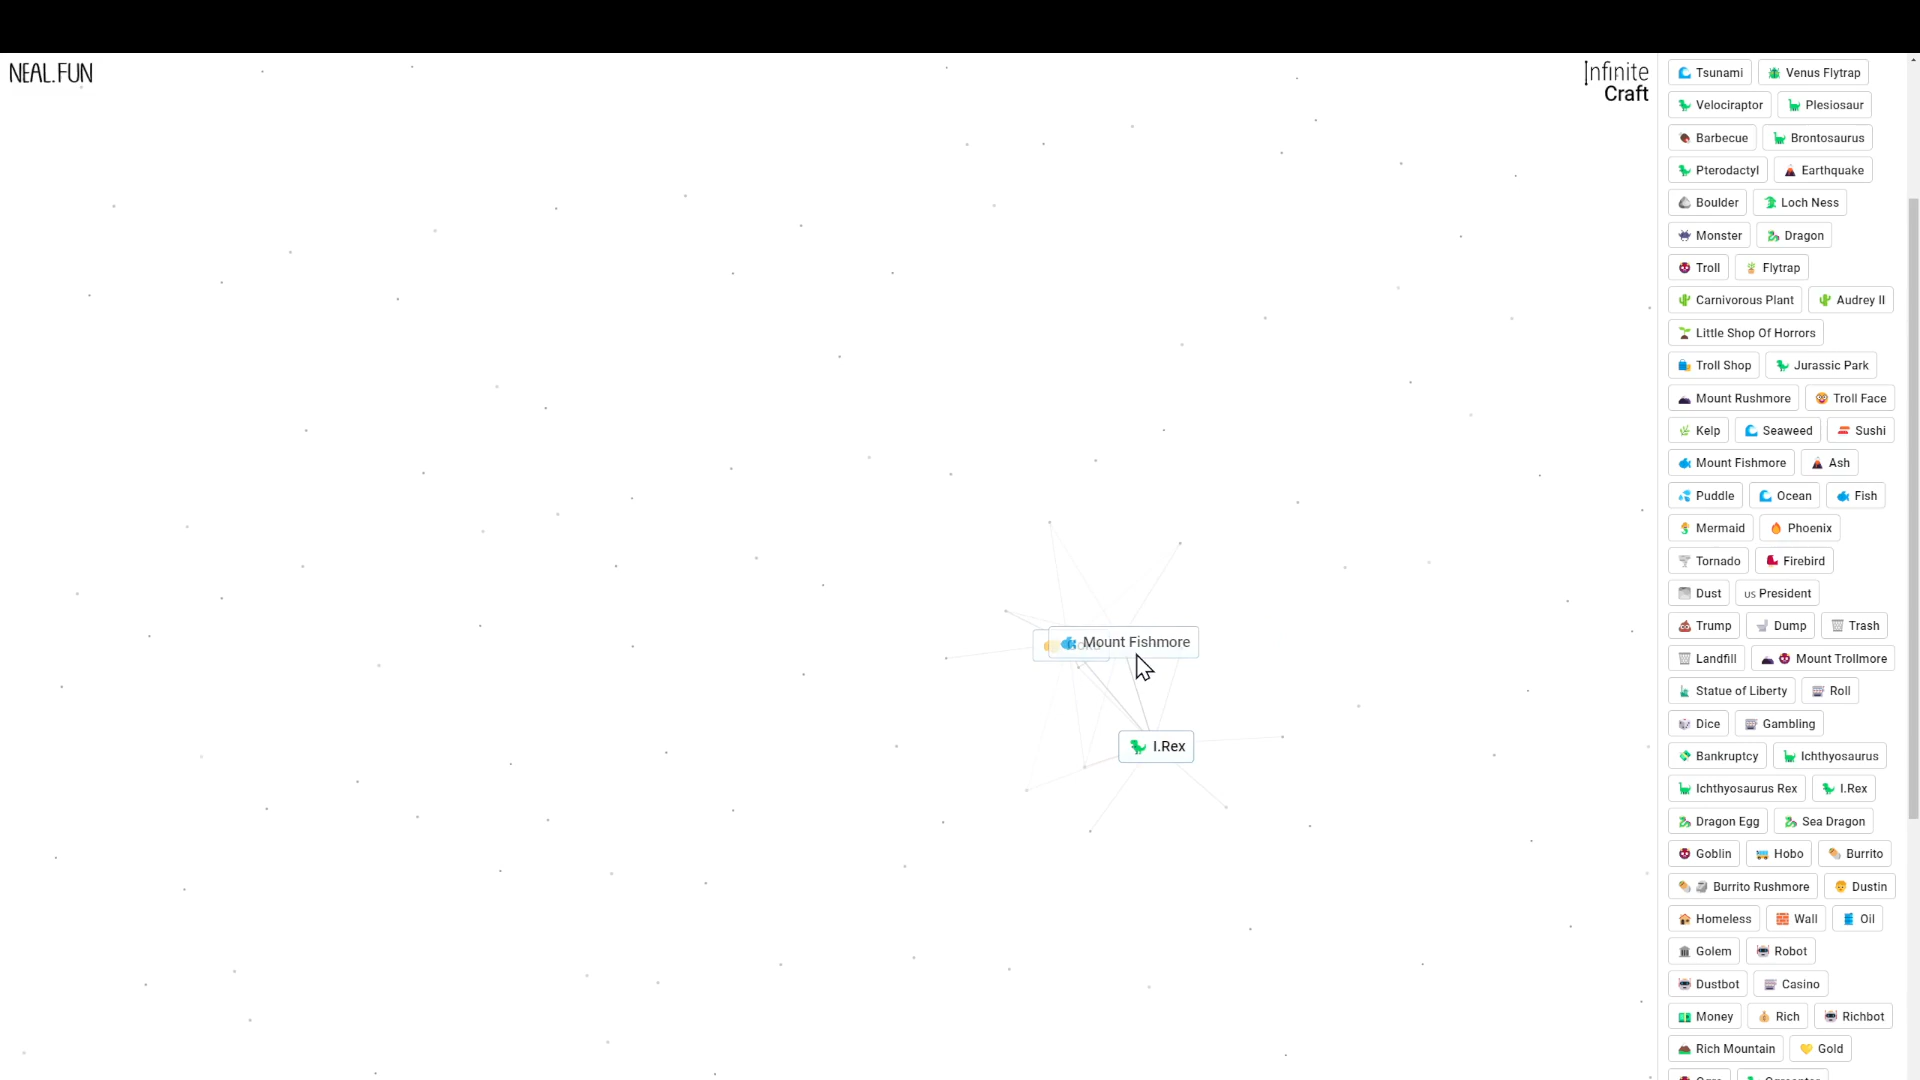 NEAL.FUN
Infinite
Craft
Tsunami Venus Flytrap
Velociraptor Plesiosaur
Barbecue Brontosaurus
Pterodactyl Earthquake
Boulder Loch Ness
Monster Dragon
Troll Flytrap
Carnivorous Plant Audrey II
Little Shop Of Horrors
Troll Shop Jurassic Park
Mount Rushmore Troll Face
Kelp Seaweed Sushi
Mount Fishmore Ash
Puddle Ocean Fish
Mermaid Phoenix
Tornado Firebird
Dust US President
Trump Dump Trash
Mount Fishmore
Landfill Mount Trollmore
Statue of Liberty Roll
Dice Gambling
I.Rex
Bankruptcy Ichthyosaurus
Ichthyosaurus Rex I.Rex
Dragon Egg Sea Dragon
Goblin Hobo Burrito
Burrito Rushmore Dustin
Homeless Wall Oil
Golem Robot
Dustbot Casino
Money Rich Richbot
Rich Mountain Gold